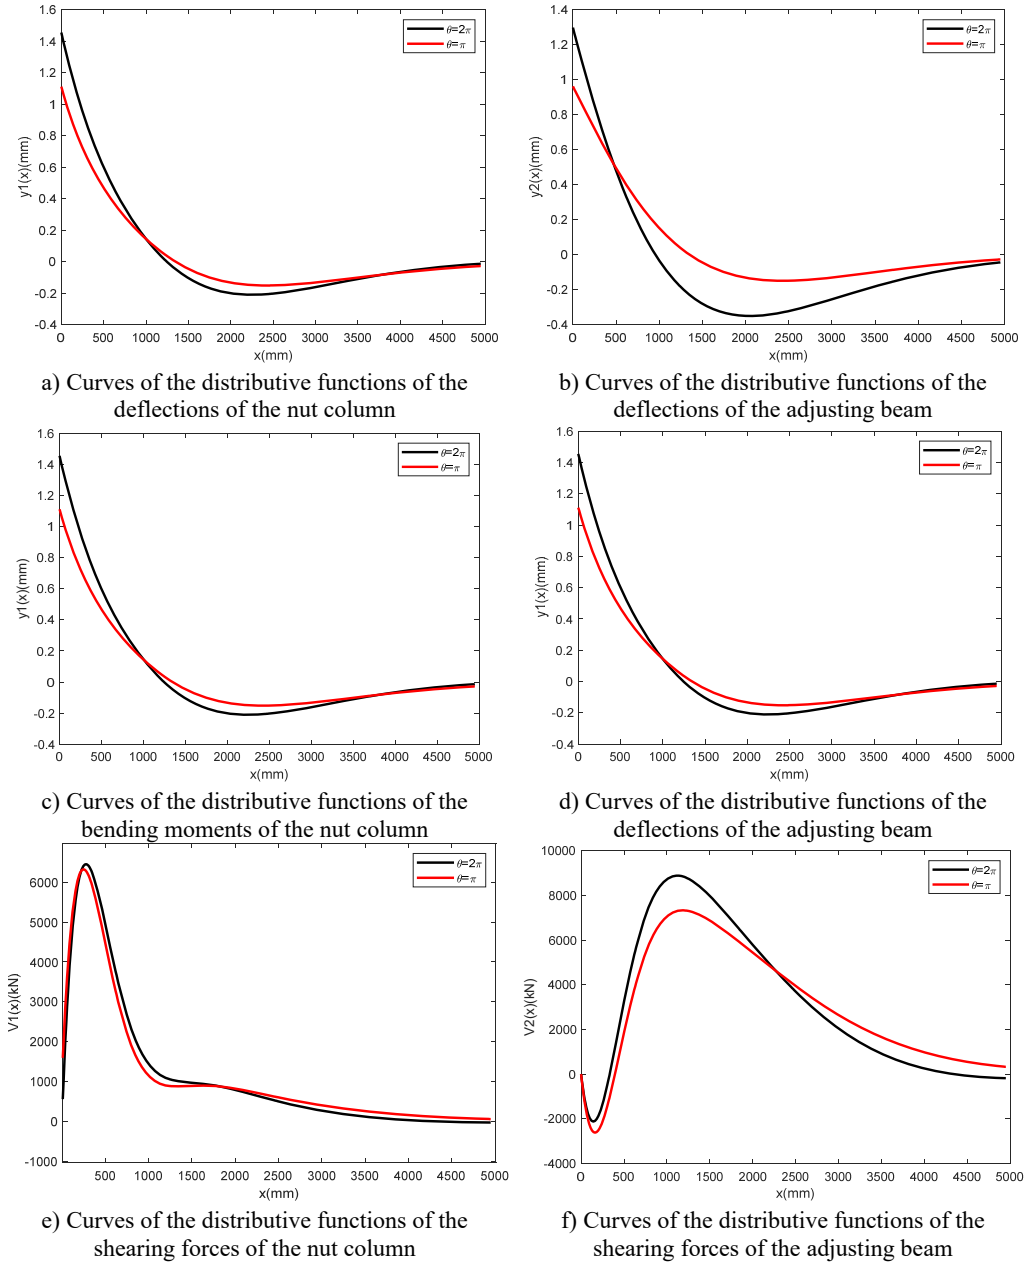 1.6
1.4
1.2
1
0.8
0.6
0.4
0.2
0
-0.2
-0.4
y1(x)(mm)
0 500 1000 1500 2000 2500 3000 3500 4000 4500 5000
x(mm)
θ=2π
θ=π
a) Curves of the distributive functions of the
deflections of the nut column
1.4
1.2
1
0.8
0.6
0.4
0.2
0
-0.2
-0.4
y2(x)(mm)
0 500 1000 1500 2000 2500 3000 3500 4000 4500 5000
x(mm)
θ=2π
θ=π
b) Curves of the distributive functions of the
deflections of the adjusting beam
1.6
1.4
1.2
1
0.8
0.6
0.4
0.2
0
-0.2
-0.4
y1(x)(mm)
0 500 1000 1500 2000 2500 3000 3500 4000 4500 5000
x(mm)
θ=2π
θ=π
c) Curves of the distributive functions of the
bending moments of the nut column
1.6
1.4
1.2
1
0.8
0.6
0.4
0.2
0
-0.2
-0.4
y1(x)(mm)
0 500 1000 1500 2000 2500 3000 3500 4000 4500 5000
x(mm)
θ=2π
θ=π
d) Curves of the distributive functions of the
deflections of the adjusting beam
6000
5000
4000
3000
2000
1000
0
-1000
V1(x)(kN)
500 1000 1500 2000 2500 3000 3500 4000 4500 5000
x(mm)
θ=2π
θ=π
e) Curves of the distributive functions of the
shearing forces of the nut column
10000
8000
6000
4000
2000
0
-2000
-4000
V2(x)(kN)
0 500 1000 1500 2000 2500 3000 3500 4000 4500 5000
x(mm)
θ=2π
θ=π
f) Curves of the distributive functions of the
shearing forces of the adjusting beam